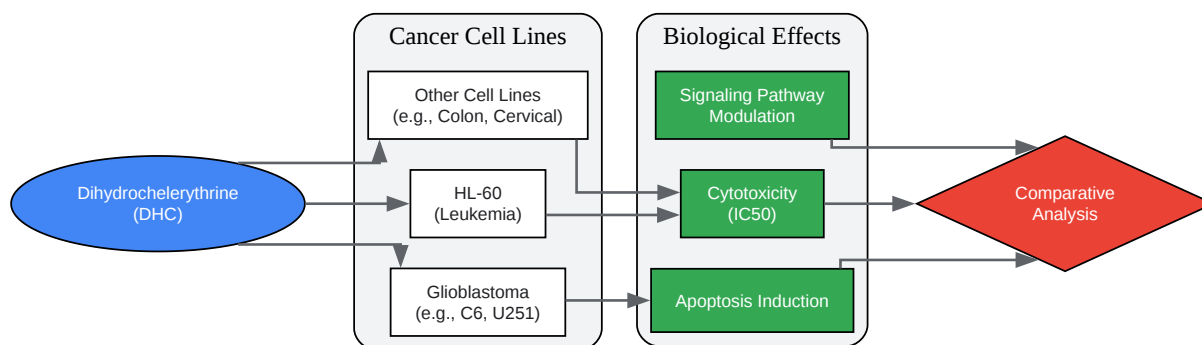 Cancer Cell Lines
Biological Effects
Other Cell Lines
(e.g., Colon, Cervical)
Signaling Pathway
Modulation
Dihydrochelerythrine
(DHC)
HL-60
(Leukemia)
Cytotoxicity
(IC50)
Comparative
Analysis
Glioblastoma
(e.g., C6, U251)
Apoptosis Induction